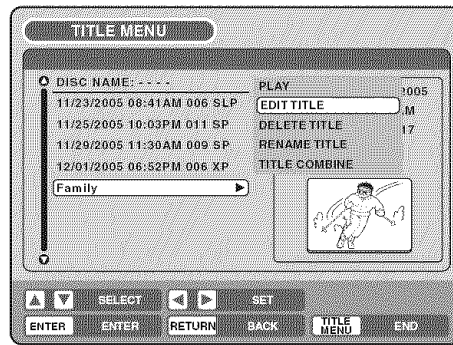 TITLE MENU
DISC NAME: - - - -
11/23/2005 08:41AM 006 SLP
11/25/2005 10:03PM 011 SP
11/29/2005 11:30AM 009 SP
12/01/2005 06:52PM 006 XP
Family
PLAY
EDIT TITLE
DELETE TITLE
RENAME TITLE
TITLE COMBINE
2005
.M
17
SELECT
SET
ENTER ENTER RETURN BACK TITLE MENU END